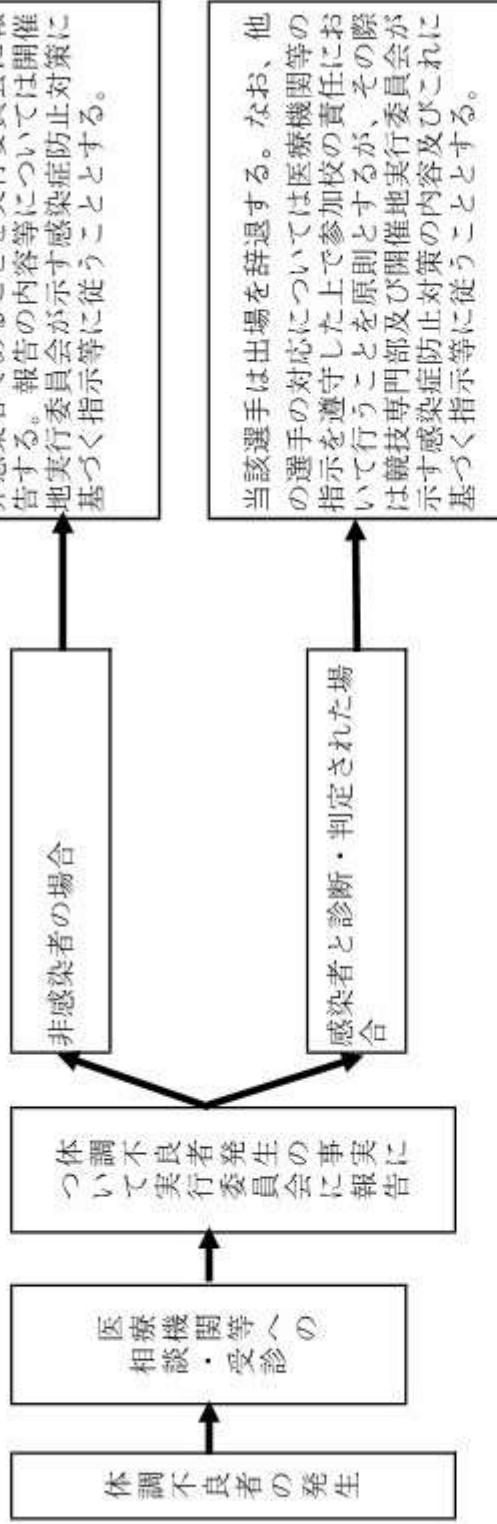 体調不良者の発生
医療機関等への
相談・受診
体調不良者発生の事実に
ついて実行委員会に報告
非感染者の場合
告する。報告の内容等については開催
地実行委員会が示す感染症防止対策に
基づく指示等に従うこととする。
感染者と診断・判定された場
合
当該選手は出場を辞退する。なお、他
の選手の対応については医療機関等の
指示を遵守した上で参加校の責任にお
いて行うことを原則とするが、その際
は競技専門部及び開催地実行委員会が
示す感染症防止対策の内容及びこれに
基づく指示等に従うこととする。